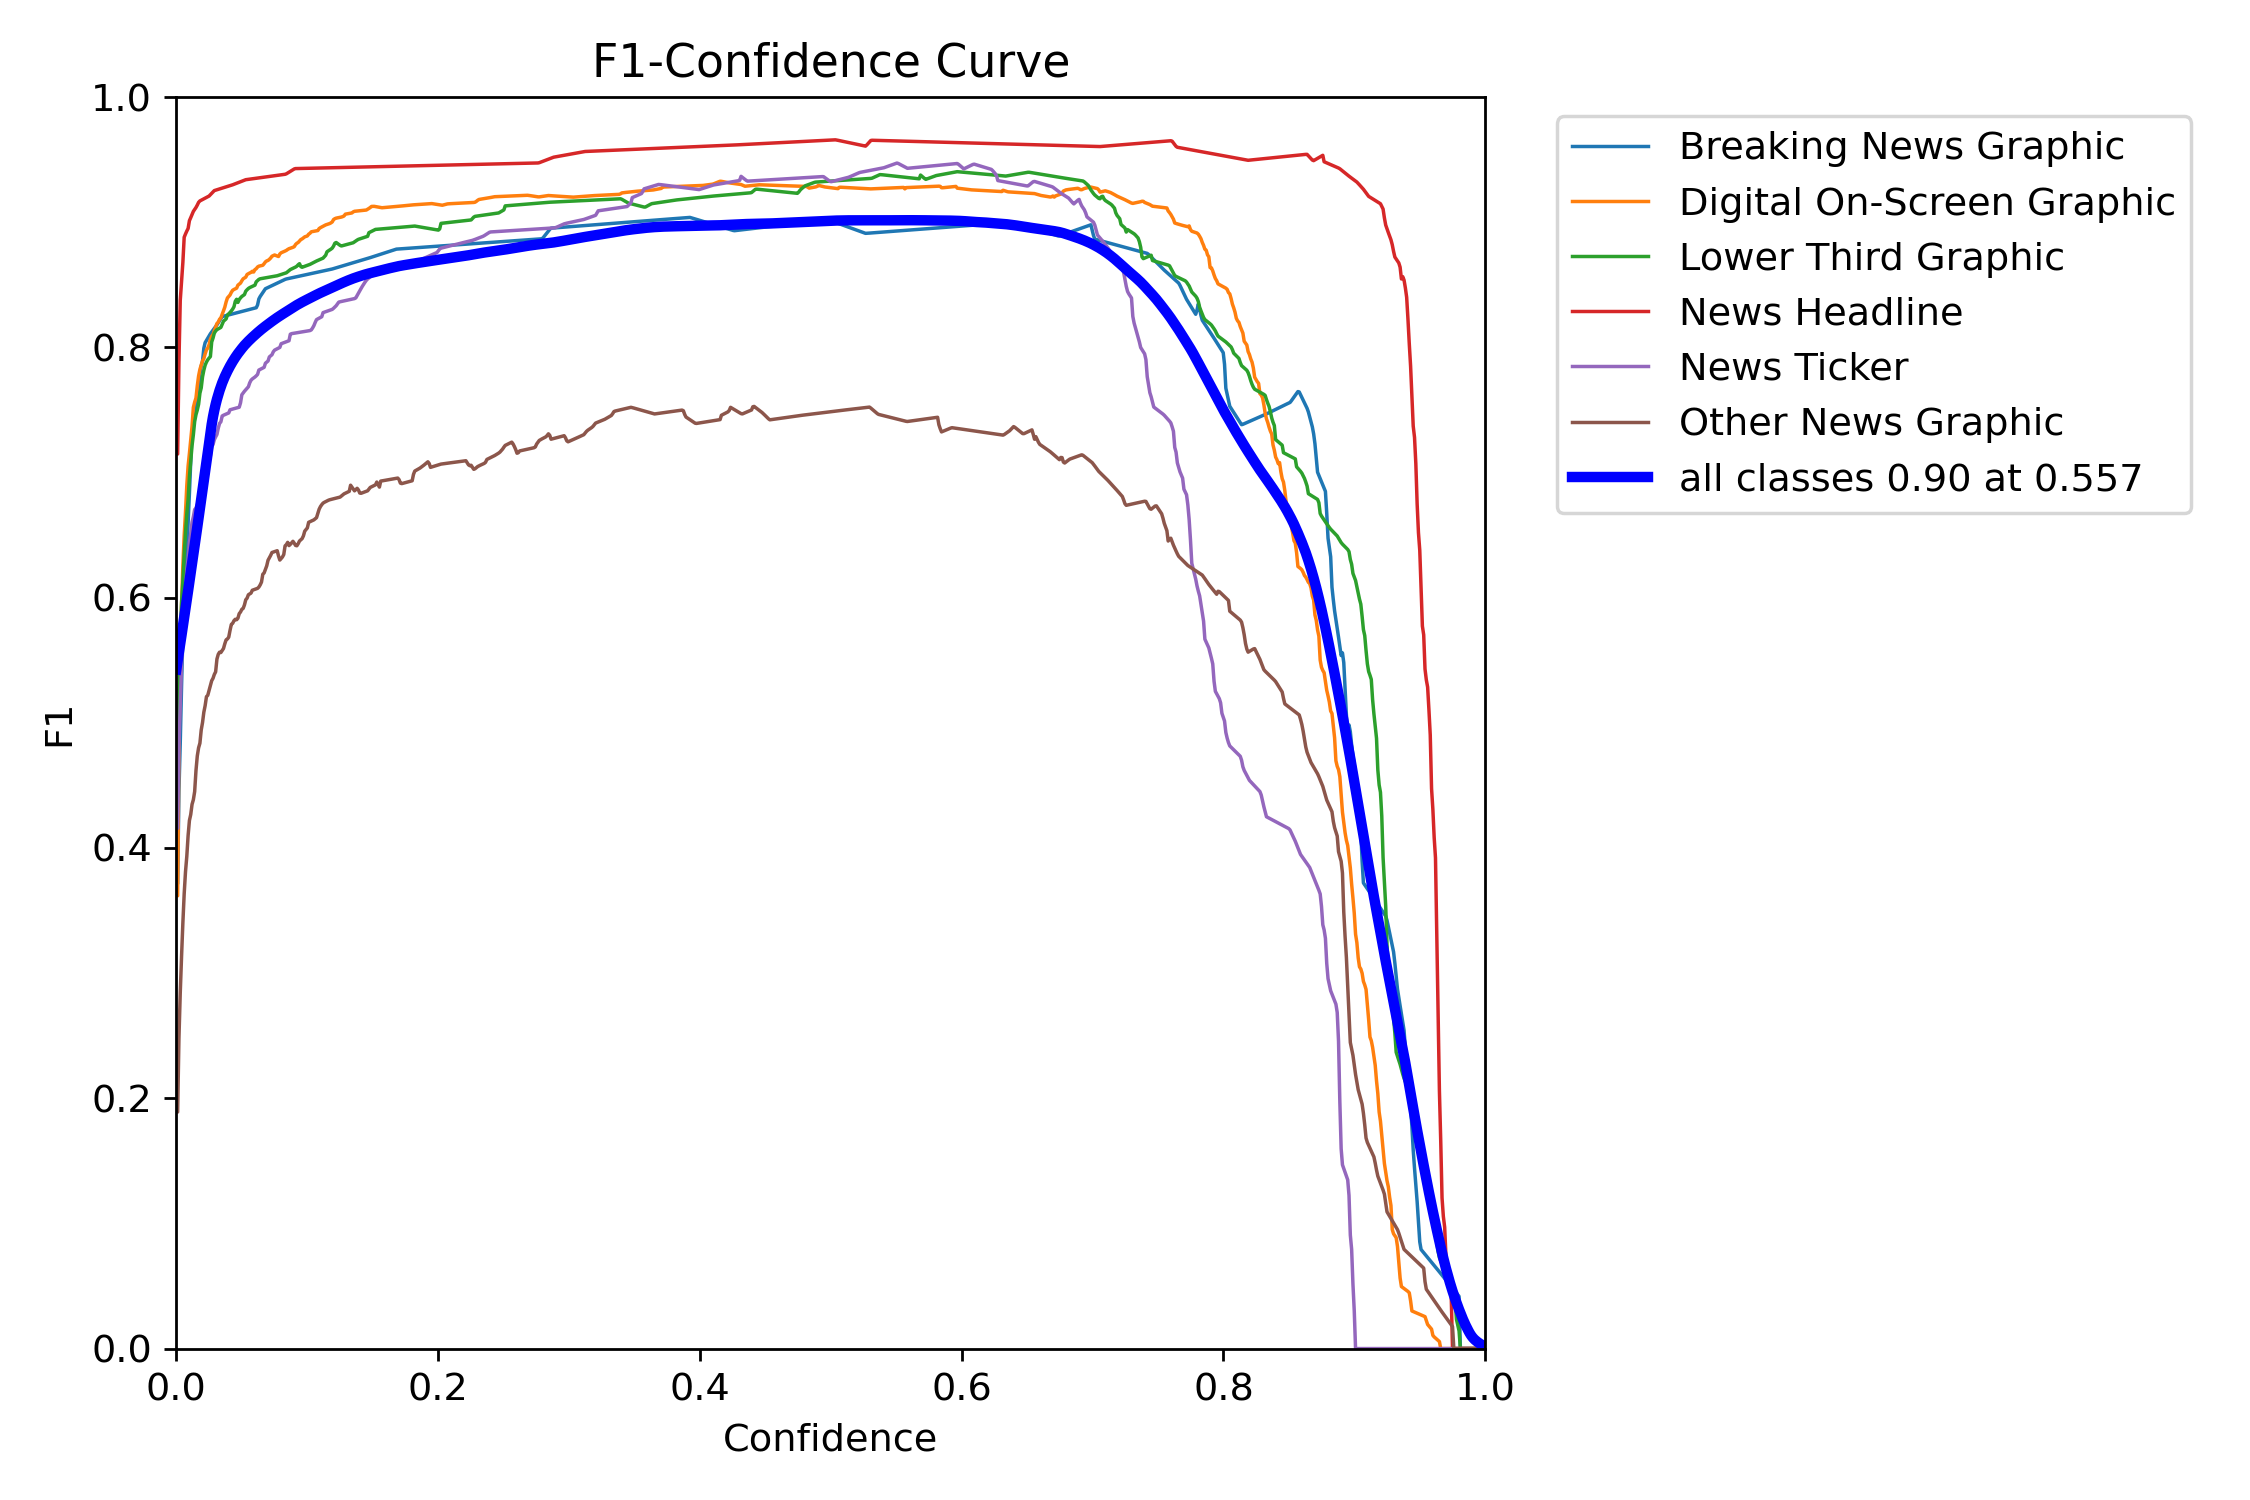 F1-Confidence Curve
1.0
0.8
0.6
0.4
0.2
0.0
F1
0.0 0.2 0.4 0.6 0.8 1.0
Confidence
Breaking News Graphic
Digital On-Screen Graphic
Lower Third Graphic
News Headline
News Ticker
Other News Graphic
all classes 0.90 at 0.557